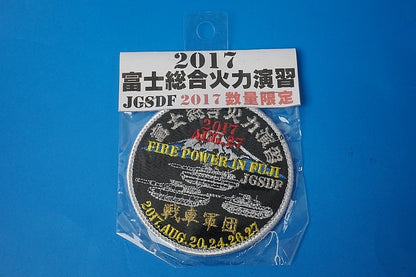 2017
富士総合火力演習
JGSDF 2017 数量限定
富士総合火力演習
2017
AUG.27
FIRE POWER IN FUJI
JGSDF
戦車軍団
2017.AUG.20,24,26,27